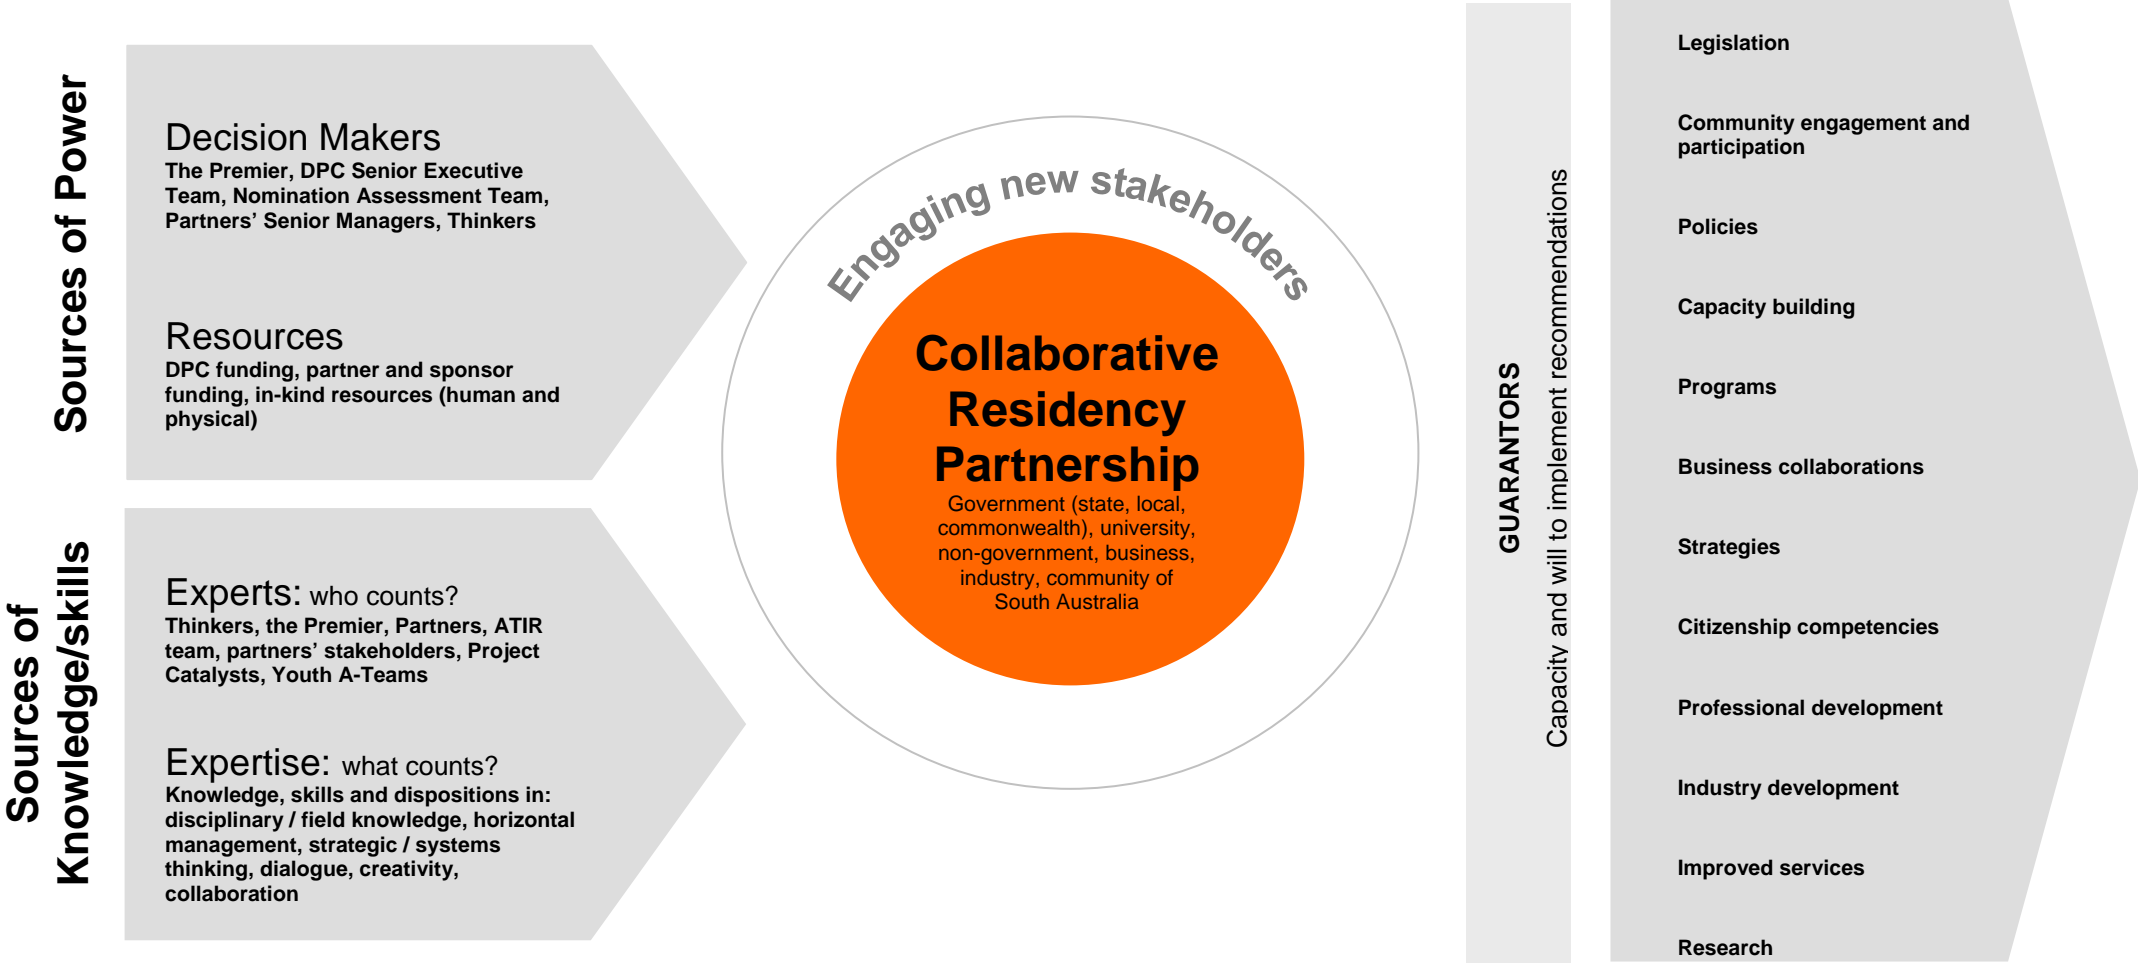 Sources of Power
Decision Makers
The Premier, DPC Senior Executive
Team, Nomination Assessment Team,
Partners’ Senior Managers, Thinkers
Resources
DPC funding, partner and sponsor
funding, in-kind resources (human and
physical)
Sources of
Knowledge/skills
Experts: who counts?
Thinkers, the Premier, Partners, ATIR
team, partners’ stakeholders, Project
Catalysts, Youth A-Teams
Expertise: what counts?
Knowledge, skills and dispositions in:
disciplinary / field knowledge, horizontal
management, strategic / systems
thinking, dialogue, creativity,
collaboration
Engaging new stakeholders
Collaborative
Residency
Partnership
Government (state, local,
commonwealth), university,
non-government, business,
industry, community of
South Australia
GUARANTORS
Capacity and will to implement recommendations
Legislation
Community engagement and
participation
Policies
Capacity building
Programs
Business collaborations
Strategies
Citizenship competencies
Professional development
Industry development
Improved services
Research